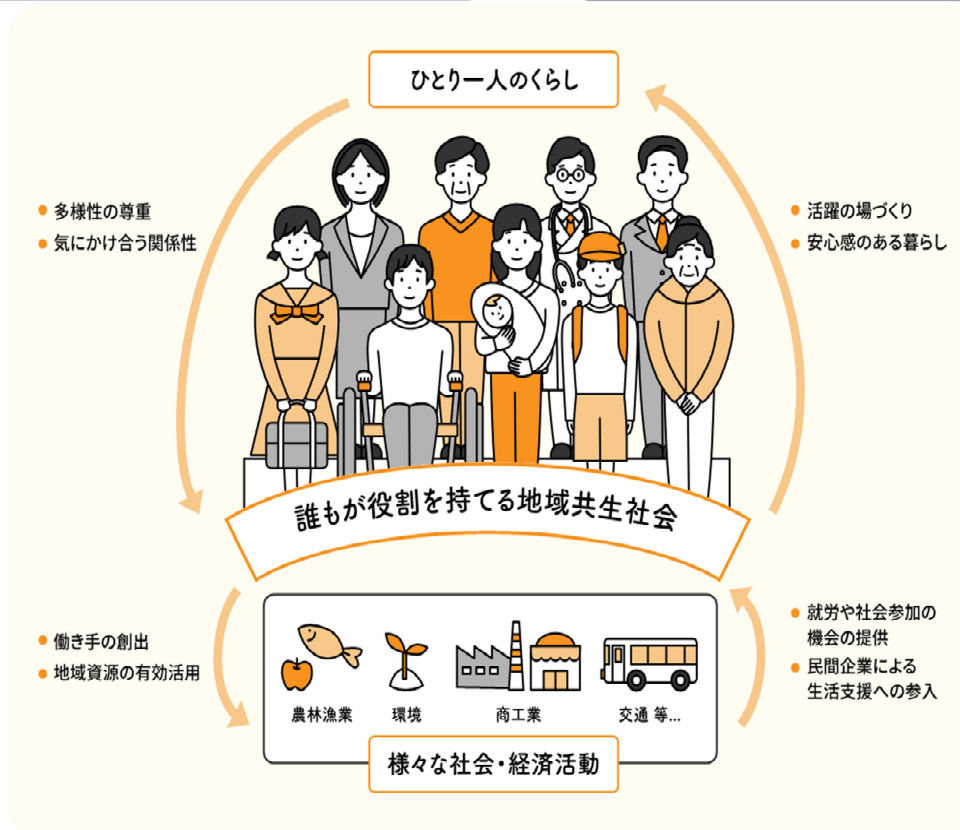 ひとり一人のくらし
多様性の尊重
気にかけ合う関係性
活躍の場づくり
安心感のある暮らし
誰もが役割を持てる地域共生社会
働き手の創出
地域資源の有効活用
就労や社会参加の
機会の提供
民間企業による
生活支援への参入
農林漁業
環境
商工業
交通 等...
様々な社会・経済活動